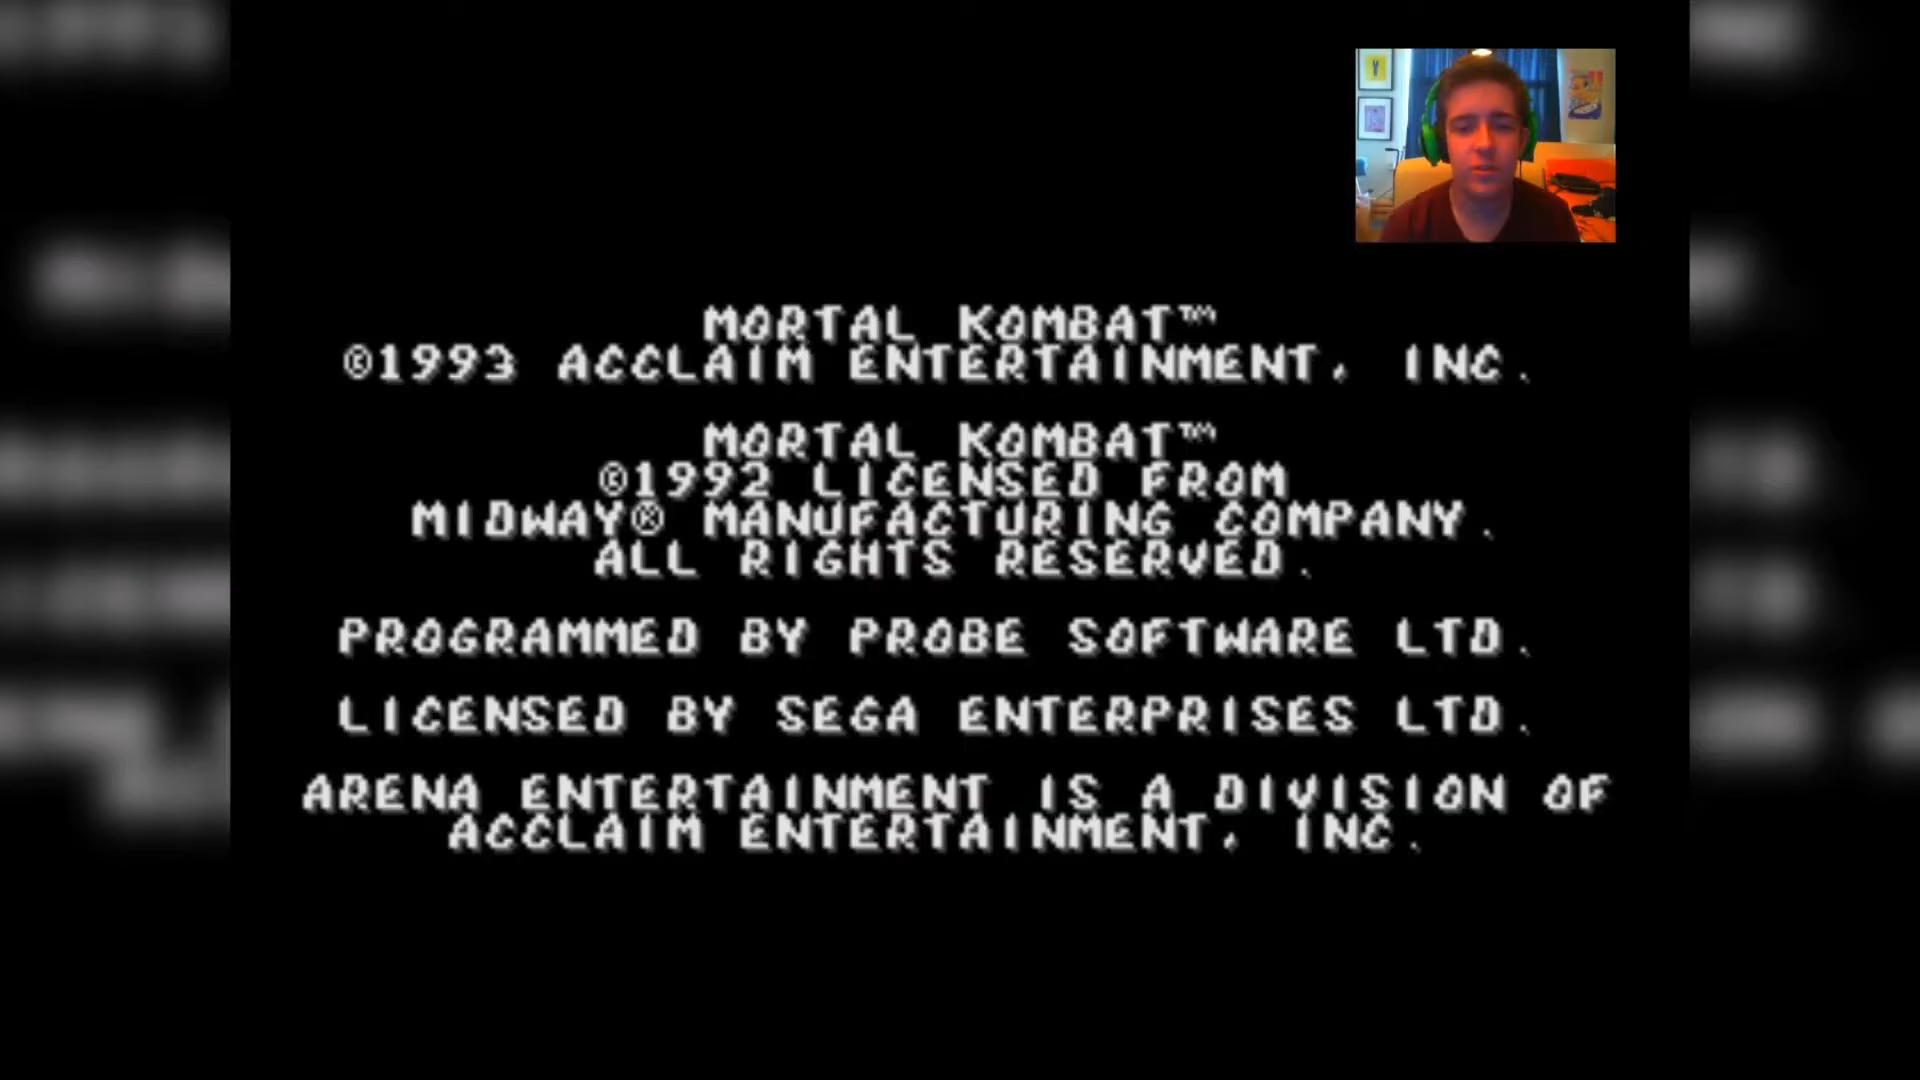 MORTAL KOMBAT™
©1993 ACCLAIM ENTERTAINMENT, INC.
MORTAL KOMBAT™
©1992 LICENSED FROM
MIDWAY® MANUFACTURING COMPANY.
ALL RIGHTS RESERVED.
PROGRAMMED BY PROBE SOFTWARE LTD.
LICENSED BY SEGA ENTERPRISES LTD.
ARENA ENTERTAINMENT IS A DIVISION OF
ACCLAIM ENTERTAINMENT, INC.